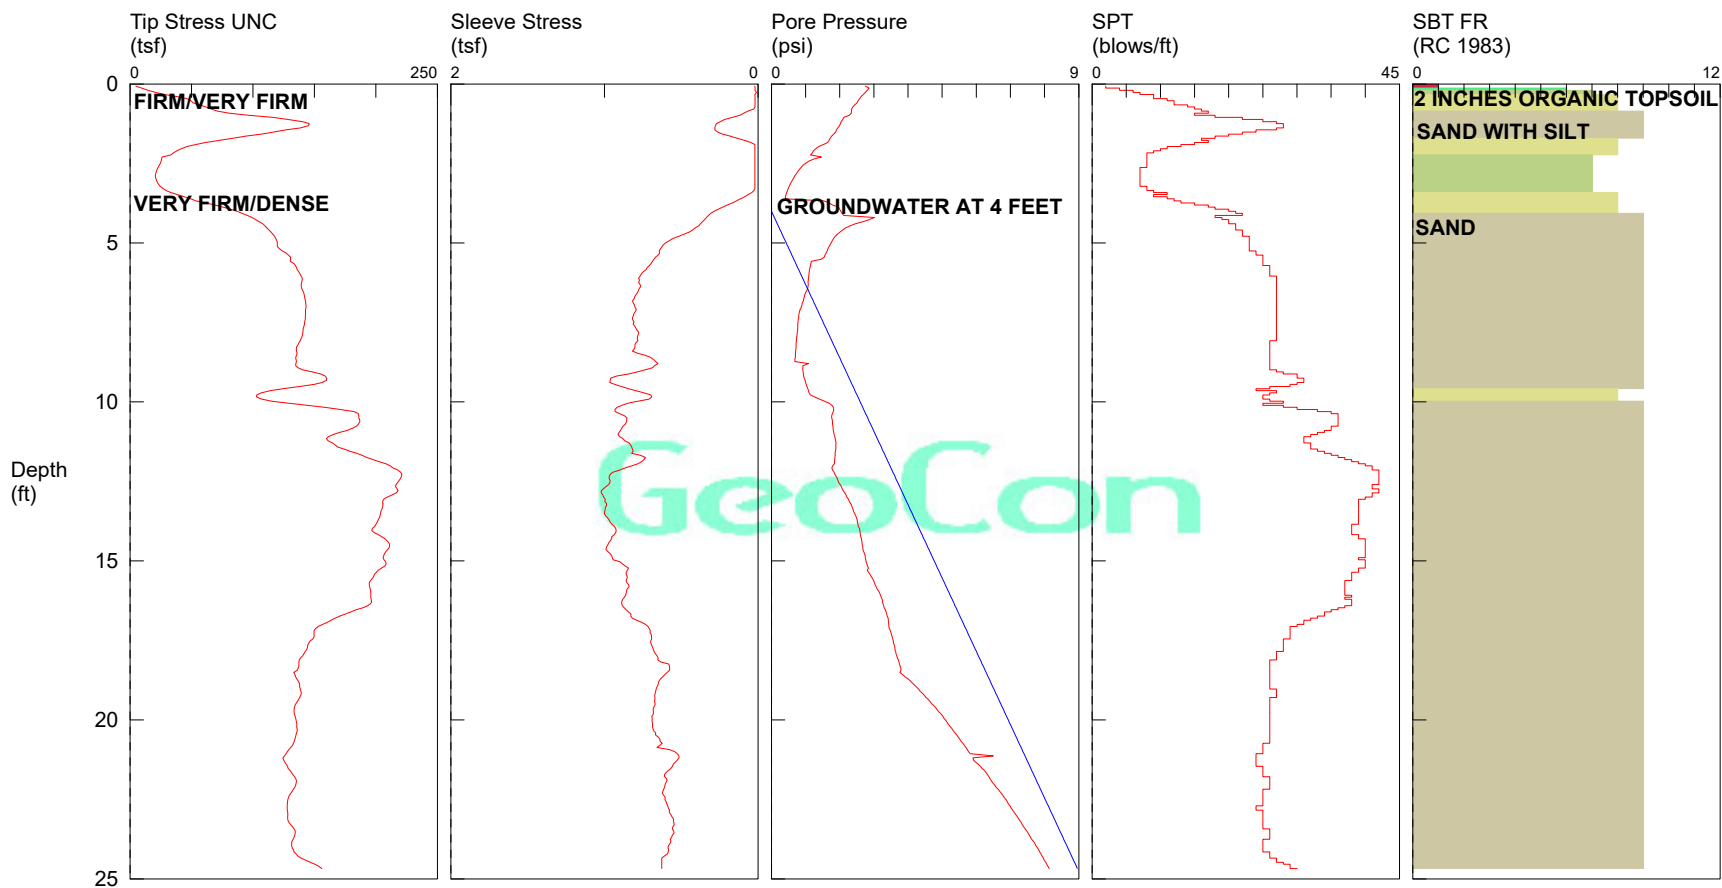 Tip Stress UNC
(tsf)
Sleeve Stress
(tsf)
Pore Pressure
(psi)
SPT
(blows/ft)
SBT FR
(RC 1983)
0 250
2 0
0 9
0 45
0 12
0
5
10
15
20
25
Depth
(ft)
FIRM/VERY FIRM
VERY FIRM/DENSE
GROUNDWATER AT 4 FEET
2 INCHES ORGANIC TOPSOIL
SAND WITH SILT
SAND
GeoCon